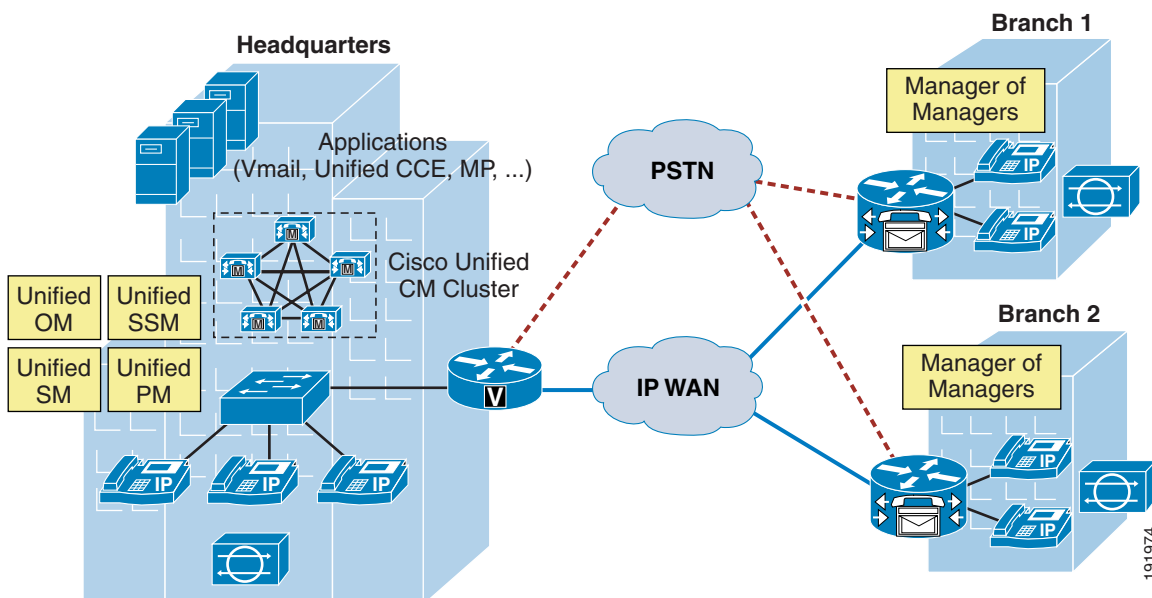 Headquarters
Applications
(Vmail, Unified CCE, MP, ...)
M
M
M
M
M
Cisco Unified
CM Cluster
Unified
OM
Unified
SSM
Unified
SM
Unified
PM
IP
IP
IP
V
PSTN
IP WAN
Branch 1
Manager of
Managers
IP
IP
Branch 2
Manager of
Managers
IP
IP
191974